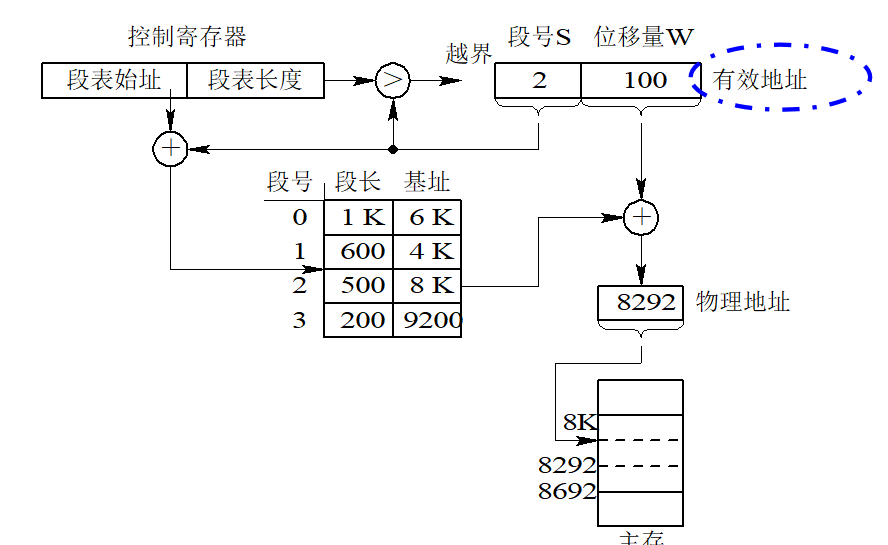 控制寄存器
段表始址 段表长度
>
越界
段号S 位移量W
2 100
有效地址
+
段号 段长 基址
0 1 K 6 K
1 600 4 K
2 500 8 K
3 200 9200
+
8292
物理地址
8K
8292
8692
主存